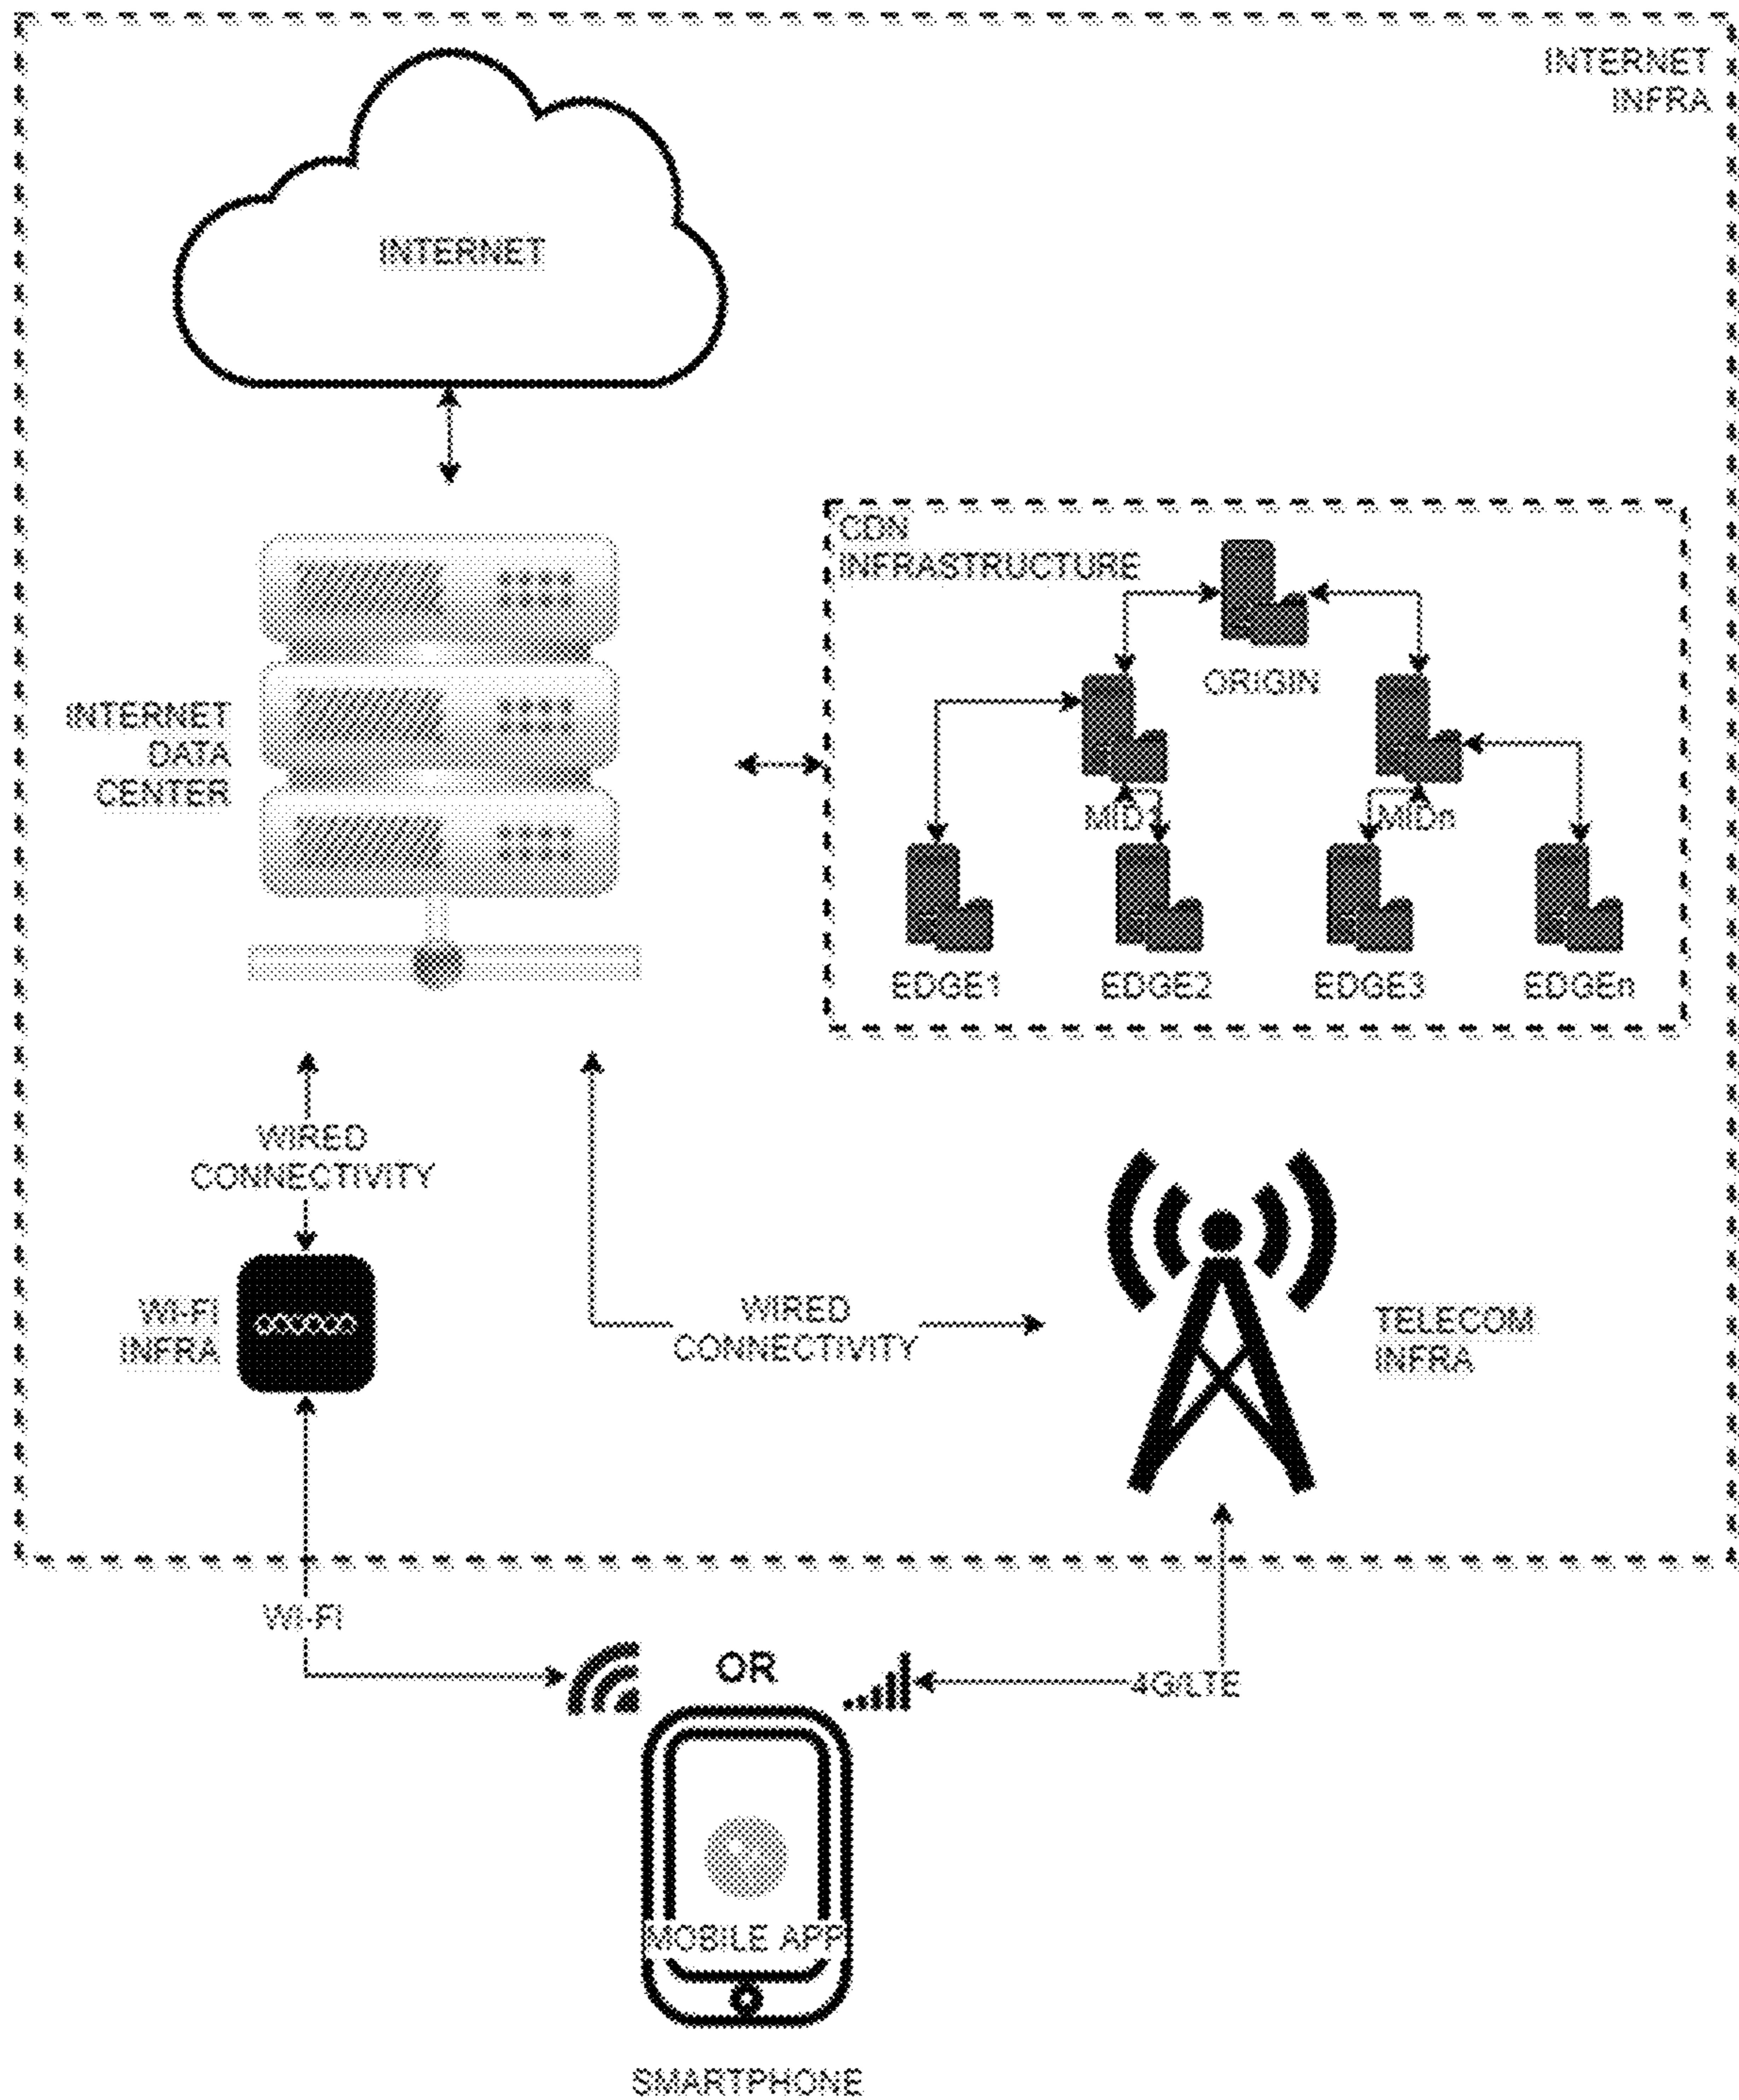 INTERNET
INFRA
INTERNET
CDN
INFRASTRUCTURE
ORIGIN
INTERNET
DATA
CENTER
MID1
MIDn
EDGE1
EDGE2
EDGE3
EDGEn
WIRED
CONNECTIVITY
WI-FI
INFRA
WIRED
CONNECTIVITY
TELECOM
INFRA
WI-FI
OR
4G/LTE
MOBILE APP
SMARTPHONE